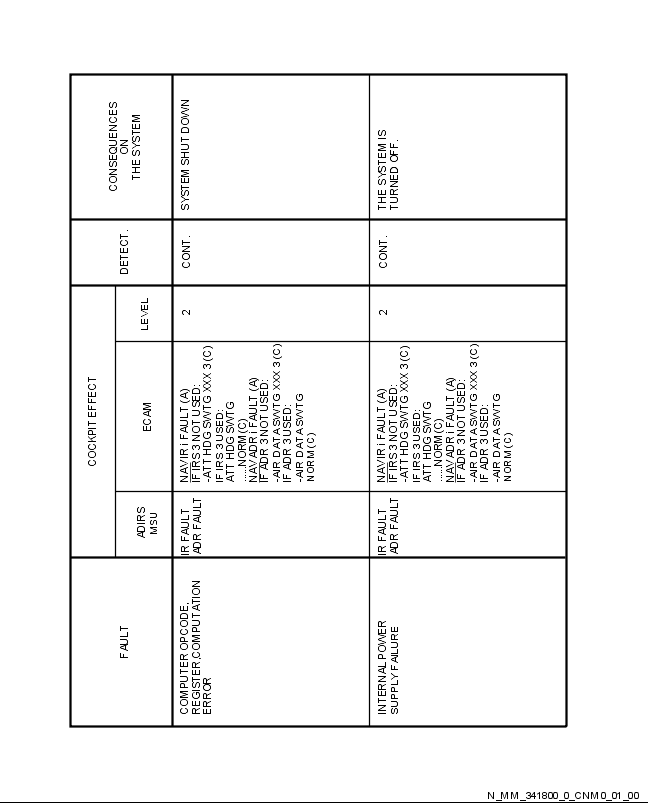 FAULT
COCKPIT EFFECT
ADIRS
MSU
ECAM
LEVEL
DETECT.
CONSEQUENCES
ON
THE SYSTEM
COMPUTER OPCODE,
REGISTER,COMPUTATION
ERROR
IR FAULT
ADR FAULT
NAV IR i FAULT (A)
IF IRS 3 NOT USED:
-ATT HDG SWTG XXX 3 (C)
IF IRS 3 USED:
ATT HDG SWTG
.....NORM (C)
NAV ADR i FAULT (A)
IF ADR 3 NOT USED:
-AIR DATA SWTG XXX 3 (C)
IF ADR 3 USED:
-AIR DATA SWTG
NORM (C)
2
CONT.
SYSTEM SHUT DOWN
INTERNAL POWER
SUPPLY FAILURE
IR FAULT
ADR FAULT
NAV IR i FAULT (A)
IF IRS 3 NOT USED:
-ATT HDG SWTG XXX 3 (C)
IF IRS 3 USED:
ATT HDG SWTG
.....NORM (C)
NAV ADR i FAULT (A)
IF ADR 3 NOT USED:
-AIR DATA SWTG XXX 3 (C)
IF ADR 3 USED:
-AIR DATA SWTG
NORM (C)
2
CONT.
THE SYSTEM IS
TURNED OFF.
N_MM_341800_0_CNM0_01_00